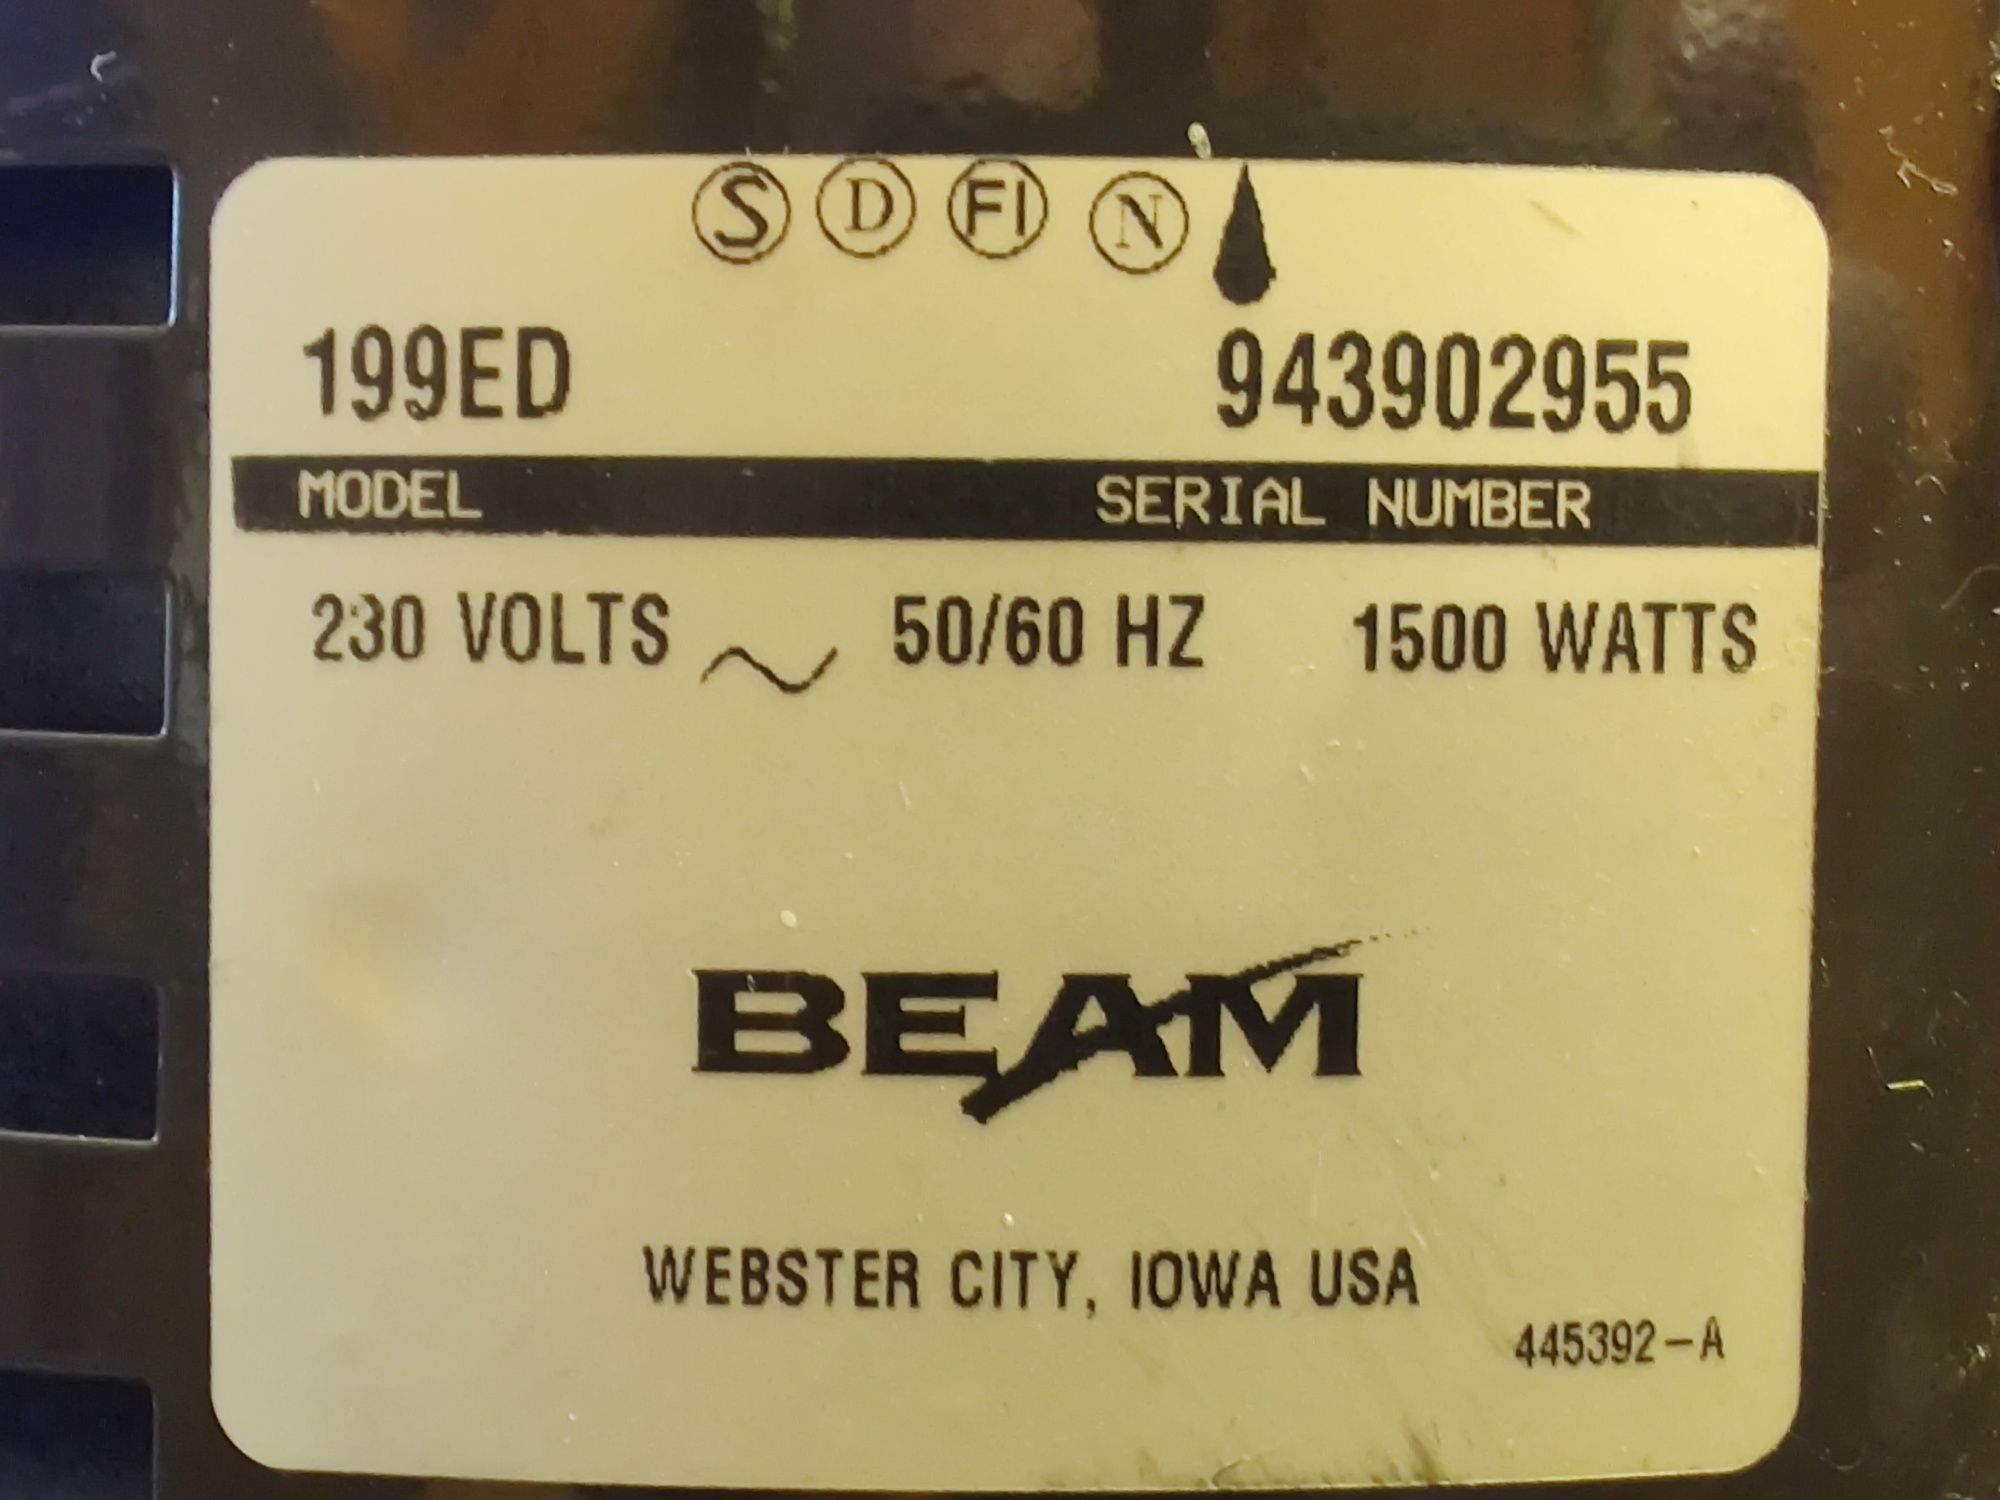 S D FI N
199ED 943902955
MODEL SERIAL NUMBER
230 VOLTS ~ 50/60 HZ 1500 WATTS
BEAM
WEBSTER CITY, IOWA USA
445392-A